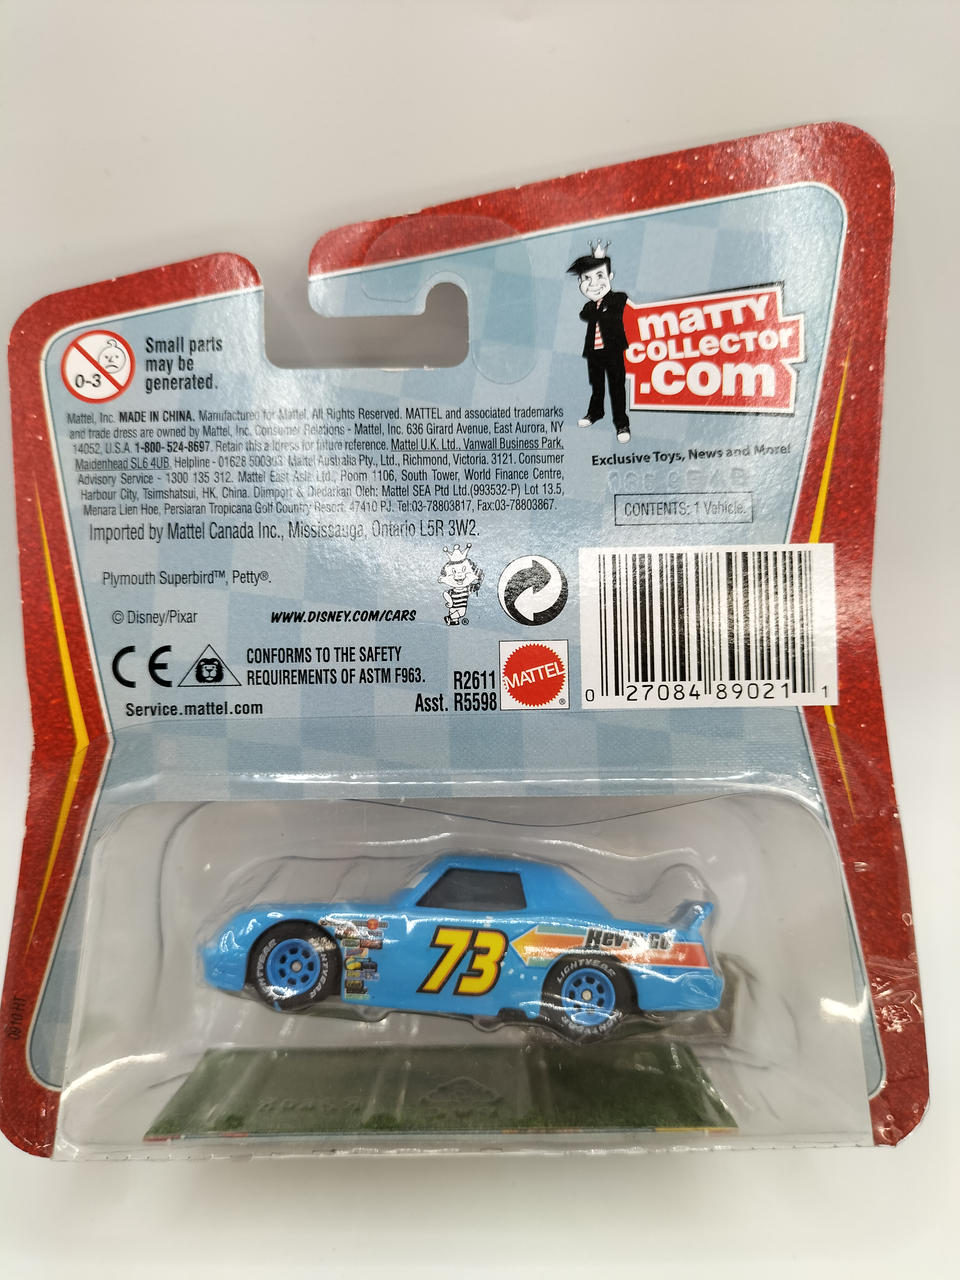 0-3
Small parts
may be
generated.
maTTY
COLLECTOR
.com
Exclusive Toys, News and More!
CONTENTS: 1 Vehicle.
Mattel, Inc. MADE IN CHINA. Manufactured for Mattel. All Rights Reserved. MATTEL and associated trademarks
and trade dress are owned by Mattel, Inc. Consumer Relations - Mattel, Inc. 636 Girard Avenue, East Aurora, NY
14052, U.S.A. 1-800-524-8697. Retain this address for future reference. Mattel U.K. Ltd., Vanwall Business Park,
Maidenhead SL6 4UB. Helpline - 01628 500303. Mattel Australia Pty., Ltd., Richmond, Victoria. 3121. Consumer
Advisory Service - 1300 135 312. Mattel East Asia Ltd., Room 1106, South Tower, World Finance Centre,
Harbour City, Tsimshatsui, HK, China. Diimport & Diedarkan Oleh: Mattel SEA Ptd Ltd.(993532-P) Lot 13.5,
Menara Lien Hoe, Persiaran Tropicana Golf Country Resort, 47410 PJ. Tel:03-78803817, Fax:03-78803867.
Imported by Mattel Canada Inc., Mississauga, Ontario L5R 3W2.
Plymouth Superbird™, Petty®.
© Disney/Pixar
WWW.DISNEY.COM/CARS
®
CE
CONFORMS TO THE SAFETY
REQUIREMENTS OF ASTM F963.
Service.mattel.com
R2611
Asst. R5598
MATTEL
®
0 27084 89021 1
73
LIGHTYEAR
LIGHTYEAR